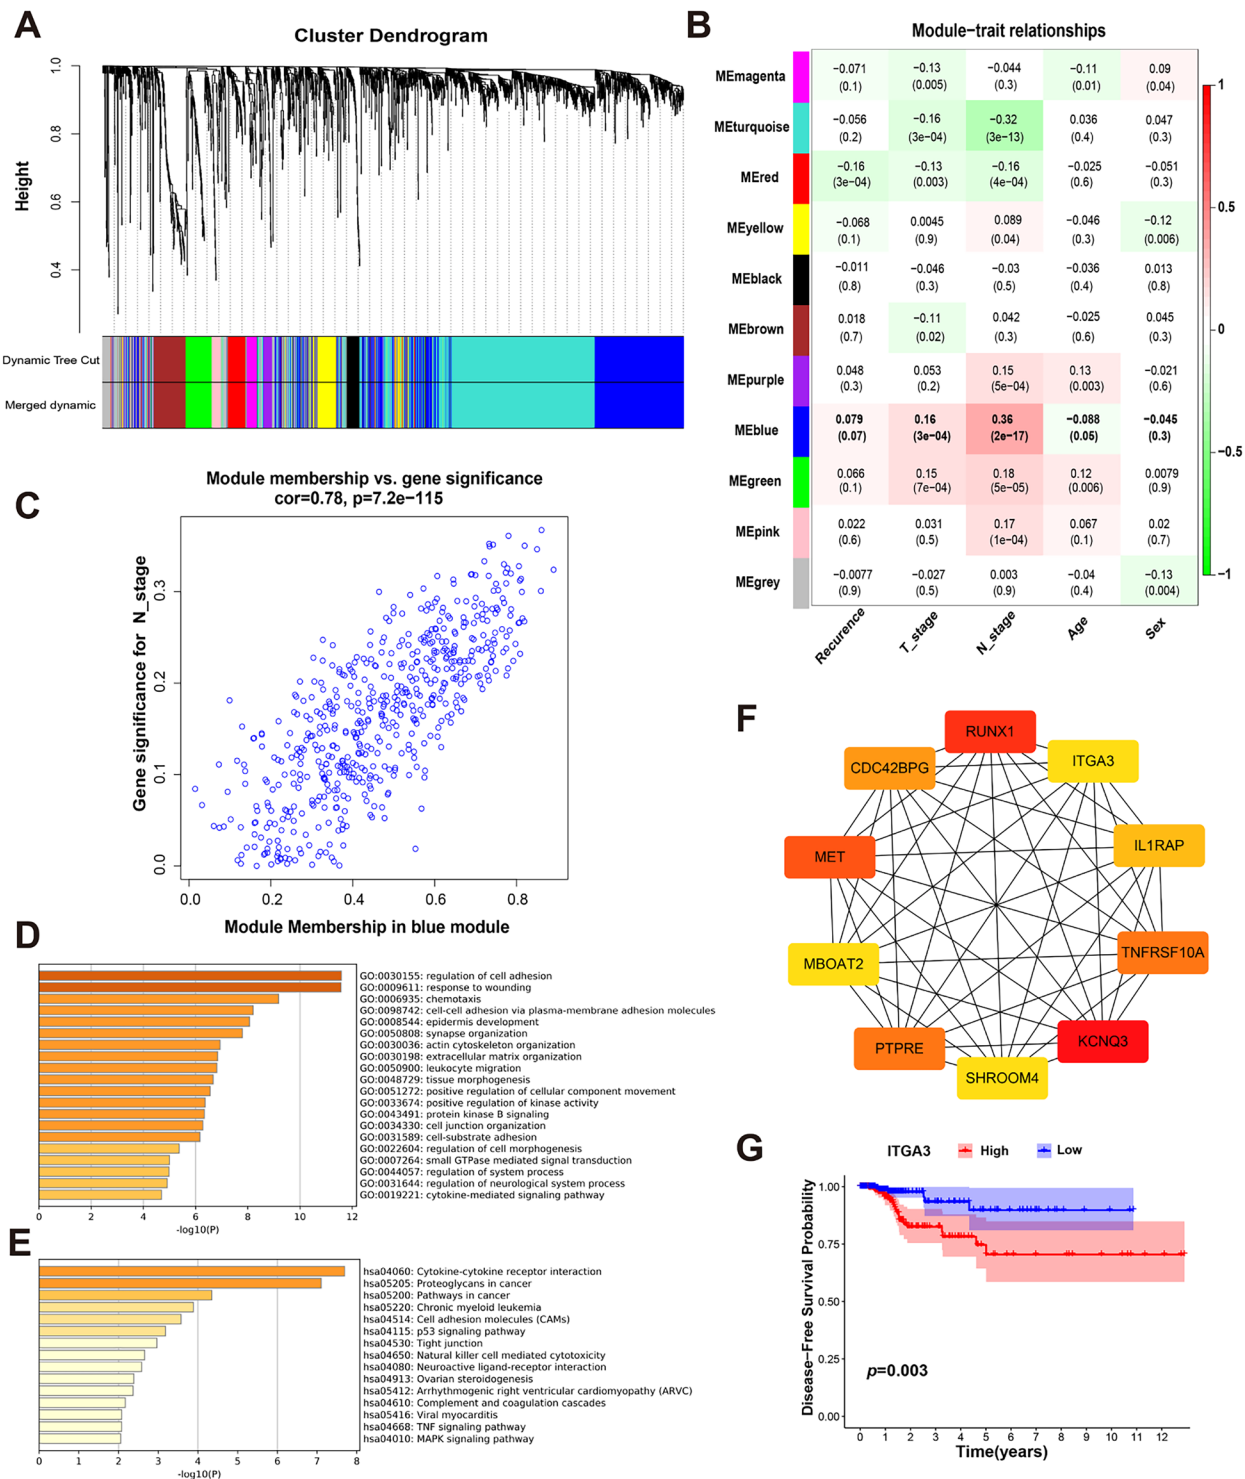 A
Cluster Dendrogram
Height
1.0
0.8
0.6
0.4
Dynamic Tree Cut
Merged dynamic
B
Module−trait relationships
MEmagenta −0.071 −0.13 −0.044 −0.11 0.09
(0.1) (0.005) (0.3) (0.01) (0.04)
MEturquoise −0.056 −0.16 −0.32 0.036 0.047
(0.2) (3e−04) (3e−13) (0.4) (0.3)
MEred −0.16 −0.13 −0.16 −0.025 −0.051
(3e−04) (0.003) (4e−04) (0.6) (0.3)
MEyellow −0.068 0.0045 0.089 −0.046 −0.12
(0.1) (0.9) (0.04) (0.3) (0.006)
MEblack −0.011 −0.046 −0.03 −0.036 0.013
(0.8) (0.3) (0.5) (0.4) (0.8)
MEbrown 0.018 −0.11 0.042 −0.025 0.045
(0.7) (0.02) (0.3) (0.6) (0.3)
MEpurple 0.048 0.053 0.15 0.13 −0.021
(0.3) (0.2) (5e−04) (0.003) (0.6)
MEblue 0.079 0.16 0.36 −0.088 −0.045
(0.07) (3e−04) (2e−17) (0.05) (0.3)
MEgreen 0.066 0.15 0.18 0.12 0.0079
(0.1) (7e−04) (5e−05) (0.006) (0.9)
MEpink 0.022 0.031 0.17 0.067 0.02
(0.6) (0.5) (1e−04) (0.1) (0.7)
MEgrey −0.0077 −0.027 0.003 −0.04 −0.13
(0.9) (0.5) (0.9) (0.4) (0.004)
Recurence T_stage N_stage Age Sex
1
0.5
0
−0.5
−1
C
Module membership vs. gene significance
cor=0.78, p=7.2e−115
Gene significance for N_stage
0.3
0.2
0.1
0.0
0.0 0.2 0.4 0.6 0.8
Module Membership in blue module
D
GO:0030155: regulation of cell adhesion
GO:0009611: response to wounding
GO:0006935: chemotaxis
GO:0098742: cell-cell adhesion via plasma-membrane adhesion molecules
GO:0008544: epidermis development
GO:0050808: synapse organization
GO:0030036: actin cytoskeleton organization
GO:0030198: extracellular matrix organization
GO:0050900: leukocyte migration
GO:0048729: tissue morphogenesis
GO:0051272: positive regulation of cellular component movement
GO:0033674: positive regulation of kinase activity
GO:0043491: protein kinase B signaling
GO:0034330: cell junction organization
GO:0031589: cell-substrate adhesion
GO:0022604: regulation of cell morphogenesis
GO:0007264: small GTPase mediated signal transduction
GO:0044057: regulation of system process
GO:0031644: regulation of neurological system process
GO:0019221: cytokine-mediated signaling pathway
0 2 4 6 8 10 12
-log10(P)
E
hsa04060: Cytokine-cytokine receptor interaction
hsa05205: Proteoglycans in cancer
hsa05200: Pathways in cancer
hsa05220: Chronic myeloid leukemia
hsa04514: Cell adhesion molecules (CAMs)
hsa04115: p53 signaling pathway
hsa04530: Tight junction
hsa04650: Natural killer cell mediated cytotoxicity
hsa04080: Neuroactive ligand-receptor interaction
hsa04913: Ovarian steroidogenesis
hsa05412: Arrhythmogenic right ventricular cardiomyopathy (ARVC)
hsa04610: Complement and coagulation cascades
hsa05416: Viral myocarditis
hsa04668: TNF signaling pathway
hsa04010: MAPK signaling pathway
0 1 2 3 4 5 6 7 8
-log10(P)
F
RUNX1
CDC42BPG
ITGA3
MET
IL1RAP
MBOAT2
TNFRSF10A
PTPRE
KCNQ3
SHROOM4
G
ITGA3 High Low
Disease−Free Survival Probability
1.00
0.75
0.50
0.25
0.00
p=0.003
0 1 2 3 4 5 6 7 8 9 10 11 12
Time(years)